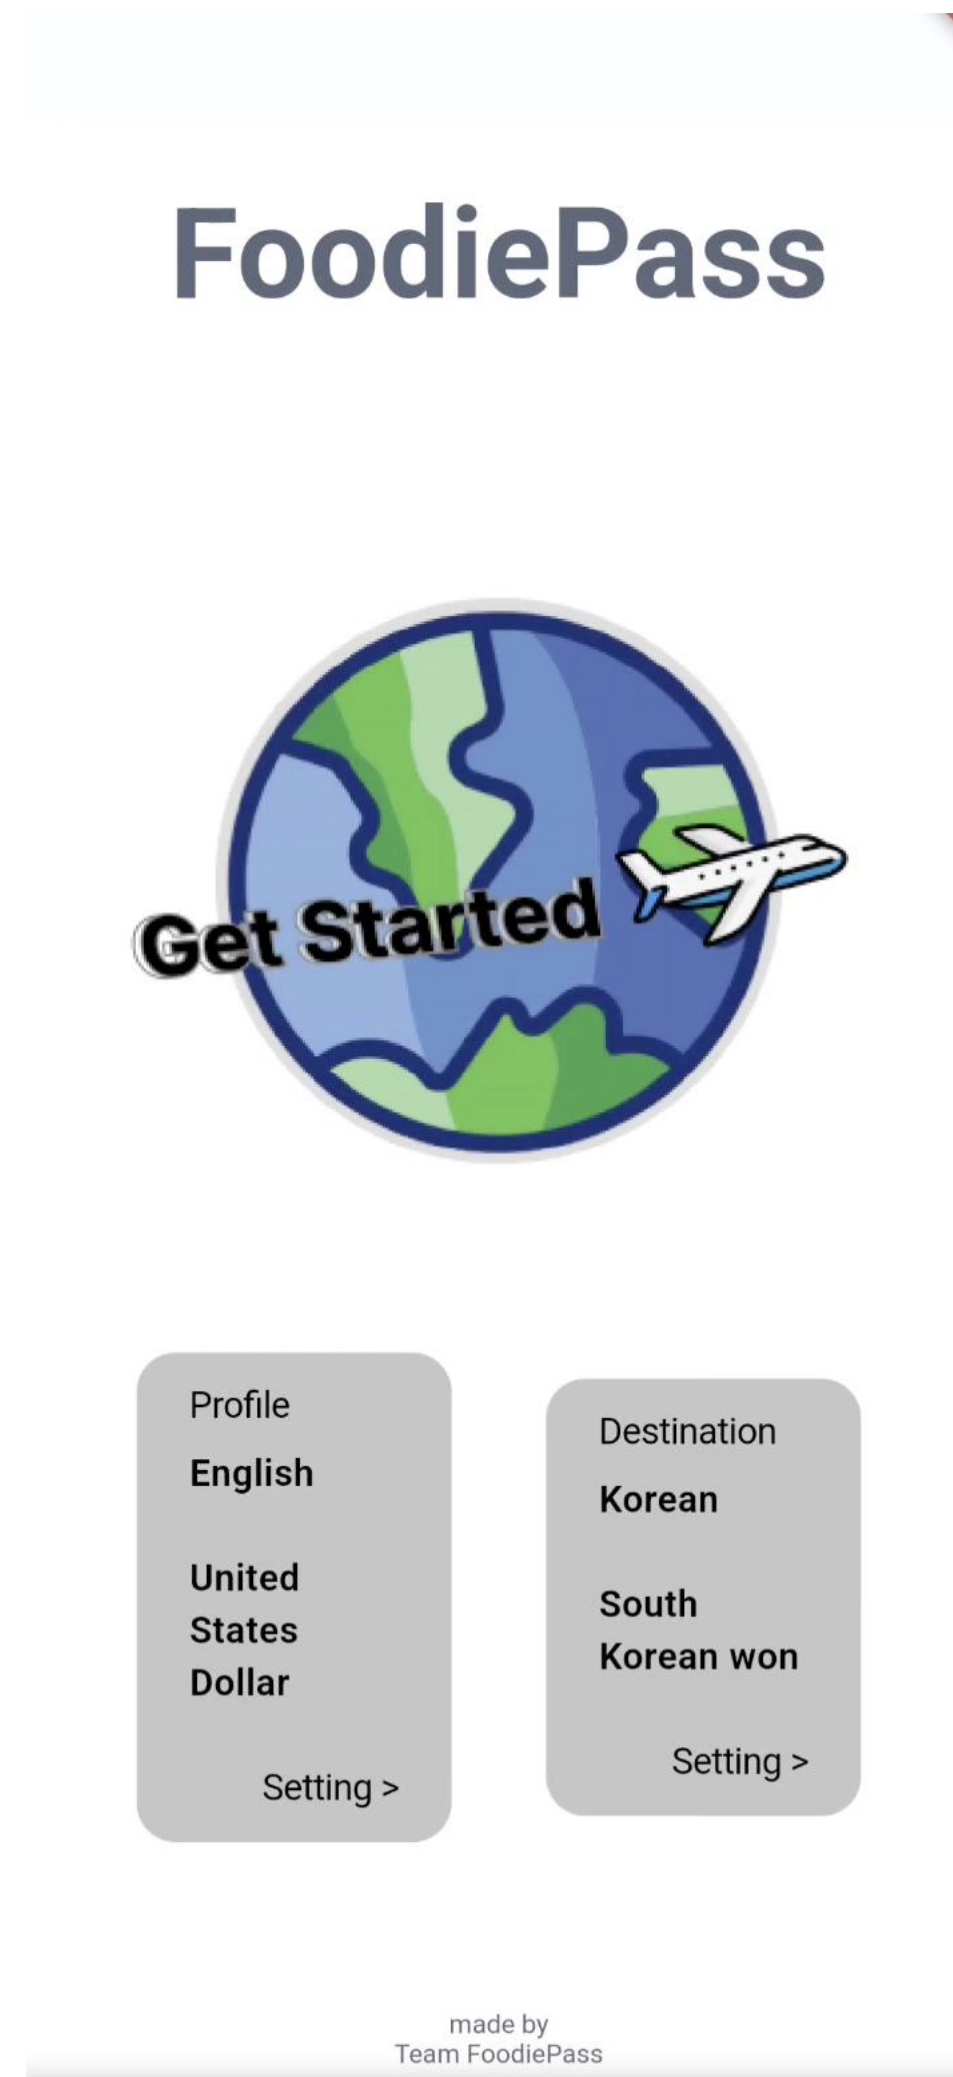 FoodiePass
Get Started
Profile
English
United
States
Dollar
Setting >
Destination
Korean
South
Korean won
Setting >
made by
Team FoodiePass